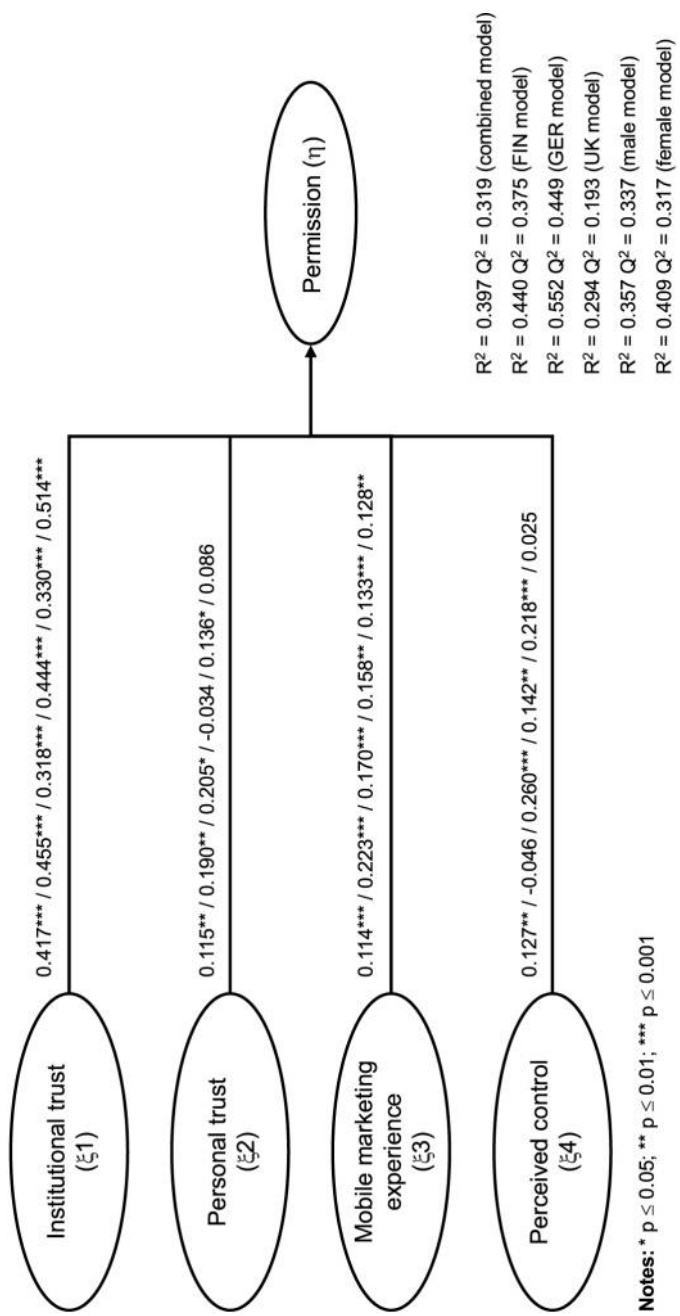 Institutional trust
(ξ1)
0.417*** / 0.455*** / 0.318*** / 0.444*** / 0.330*** / 0.514***
Personal trust
(ξ2)
0.115** / 0.190** / 0.205* / -0.034 / 0.136* / 0.086
Mobile marketing
experience
(ξ3)
0.114*** / 0.223*** / 0.170*** / 0.158** / 0.133*** / 0.128**
Perceived control
(ξ4)
0.127** / -0.046 / 0.260*** / 0.142** / 0.218*** / 0.025
Permission (η)
R² = 0.397 Q² = 0.319 (combined model)
R² = 0.440 Q² = 0.375 (FIN model)
R² = 0.552 Q² = 0.449 (GER model)
R² = 0.294 Q² = 0.193 (UK model)
R² = 0.357 Q² = 0.337 (male model)
R² = 0.409 Q² = 0.317 (female model)
Notes: * p ≤ 0.05; ** p ≤ 0.01; *** p ≤ 0.001